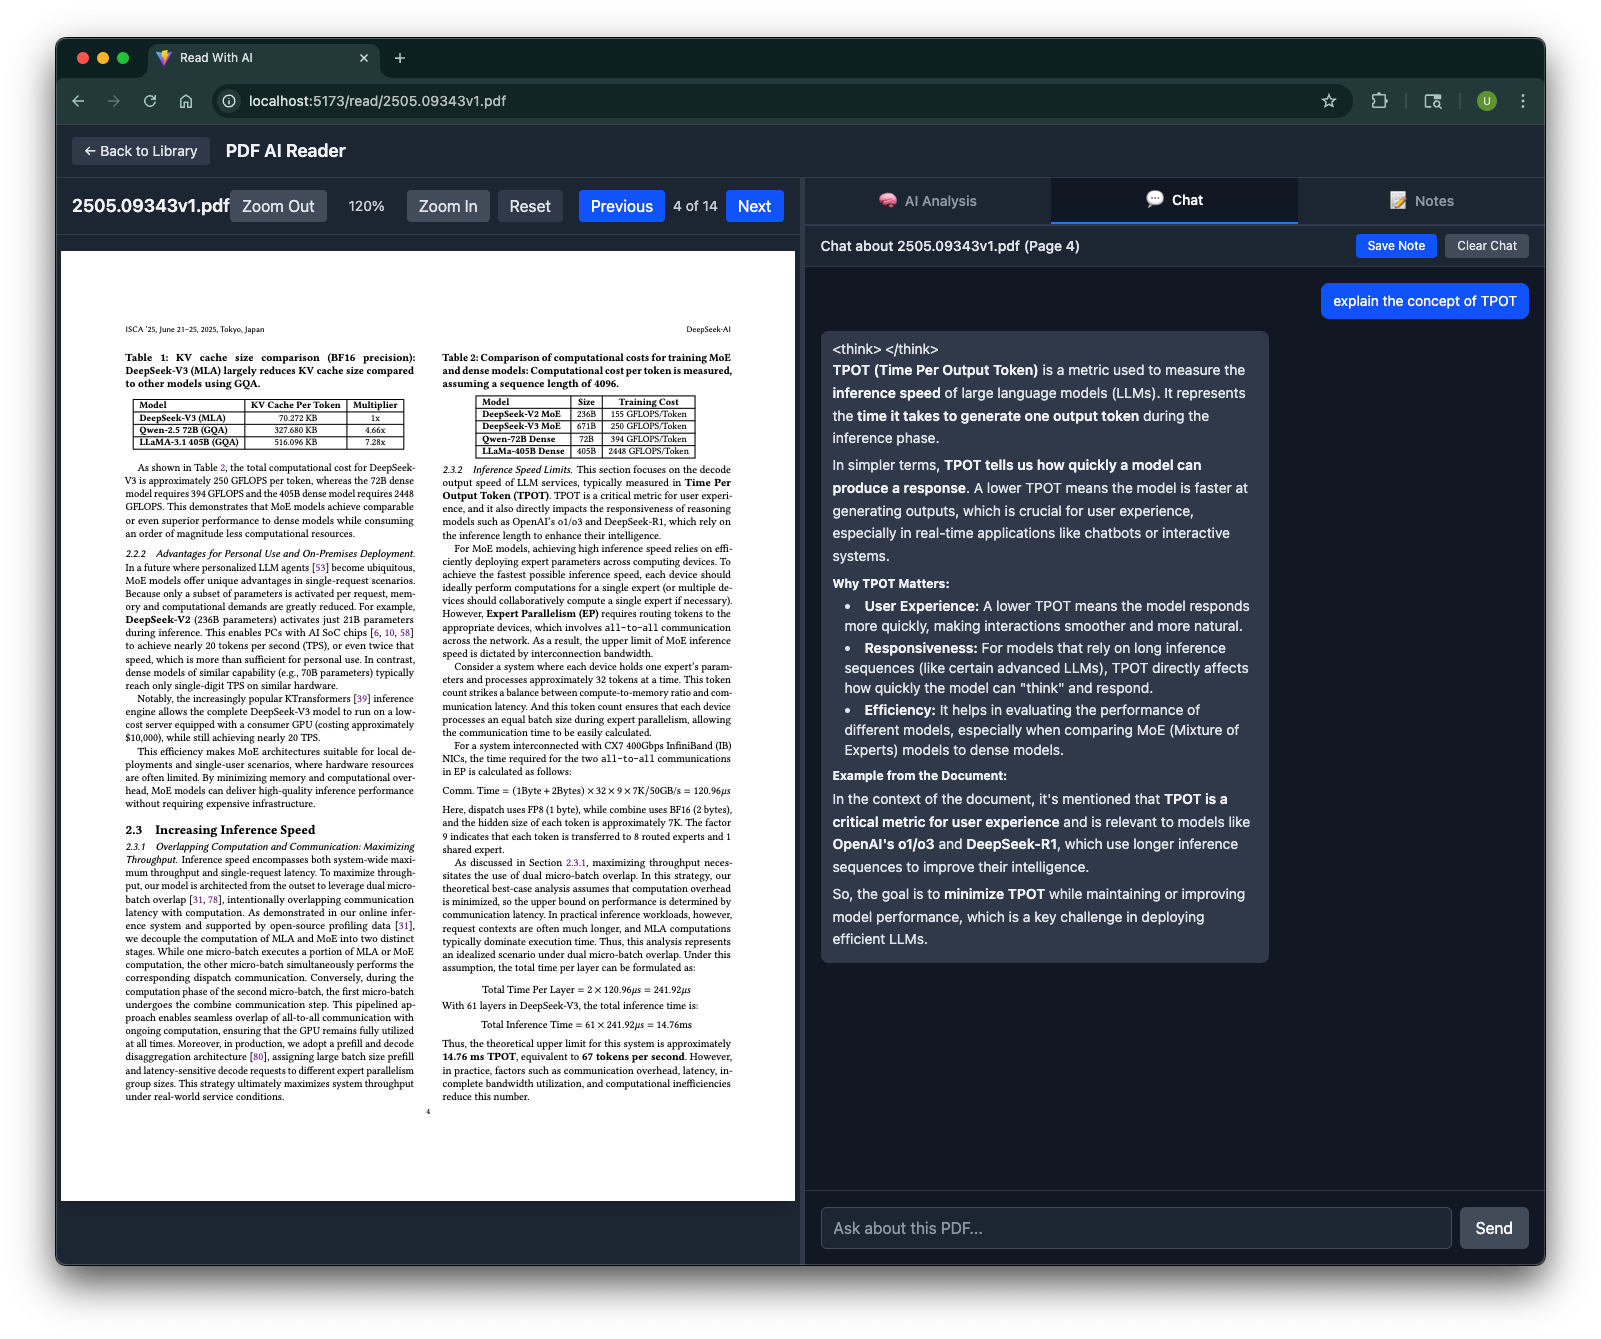 Read With AI
localhost:5173/read/2505.09343v1.pdf
U
← Back to Library
PDF AI Reader
2505.09343v1.pdf
Zoom Out
120%
Zoom In
Reset
Previous
4 of 14
Next
ISCA '25, June 21–25, 2025, Tokyo, Japan
DeepSeek-AI
Table 1: KV cache size comparison (BF16 precision):
DeepSeek-V3 (MLA) largely reduces KV cache size compared
to other models using GQA.
Model KV Cache Per Token Multiplier
DeepSeek-V3 (MLA) 70.272 KB 1x
Qwen-2.5 72B (GQA) 327.680 KB 4.66x
LLaMA-3.1 405B (GQA) 516.096 KB 7.28x
As shown in Table 2, the total computational cost for DeepSeek-
V3 is approximately 250 GFLOPS per token, whereas the 72B dense
model requires 394 GFLOPS and the 405B dense model requires 2448
GFLOPS. This demonstrates that MoE models achieve comparable
or even superior performance to dense models while consuming
an order of magnitude less computational resources.
2.2.2 Advantages for Personal Use and On-Premises Deployment.
In a future where personalized LLM agents [53] become ubiquitous,
MoE models offer unique advantages in single-request scenarios.
Because only a subset of parameters is activated per request, mem-
ory and computational demands are greatly reduced. For example,
DeepSeek-V2 (236B parameters) activates just 21B parameters
during inference. This enables PCs with AI SoC chips [6, 10, 58]
to achieve nearly 20 tokens per second (TPS), or even twice that
speed, which is more than sufficient for personal use. In contrast,
dense models of similar capability (e.g., 70B parameters) typically
reach only single-digit TPS on similar hardware.
Notably, the increasingly popular KTransformers [39] inference
engine allows the complete DeepSeek-V3 model to run on a low-
cost server equipped with a consumer GPU (costing approximately
$10,000), while still achieving nearly 20 TPS.
This efficiency makes MoE architectures suitable for local de-
ployments and single-user scenarios, where hardware resources
are often limited. By minimizing memory and computational over-
head, MoE models can deliver high-quality inference performance
without requiring expensive infrastructure.
2.3 Increasing Inference Speed
2.3.1 Overlapping Computation and Communication: Maximizing
Throughput. Inference speed encompasses both system-wide maxi-
mum throughput and single-request latency. To maximize through-
put, our model is architected from the outset to leverage dual micro-
batch overlap [31, 78], intentionally overlapping communication
latency with computation. As demonstrated in our online infer-
ence system and supported by open-source profiling data [31],
we decouple the computation of MLA and MoE into two distinct
stages. While one micro-batch executes a portion of MLA or MoE
computation, the other micro-batch simultaneously performs the
corresponding dispatch communication. Conversely, during the
computation phase of the second micro-batch, the first micro-batch
undergoes the combine communication step. This pipelined ap-
proach enables seamless overlap of all-to-all communication with
ongoing computation, ensuring that the GPU remains fully utilized
at all times. Moreover, in production, we adopt a prefill and decode
disaggregation architecture [80], assigning large batch size prefill
and latency-sensitive decode requests to different expert parallelism
group sizes. This strategy ultimately maximizes system throughput
under real-world service conditions.
Table 2: Comparison of computational costs for training MoE
and dense models: Computational cost per token is measured,
assuming a sequence length of 4096.
Model Size Training Cost
DeepSeek-V2 MoE 236B 155 GFLOPS/Token
DeepSeek-V3 MoE 671B 250 GFLOPS/Token
Qwen-72B Dense 72B 394 GFLOPS/Token
LLaMa-405B Dense 405B 2448 GFLOPS/Token
2.3.2 Inference Speed Limits. This section focuses on the decode
output speed of LLM services, typically measured in Time Per
Output Token (TPOT). TPOT is a critical metric for user experi-
ence, and it also directly impacts the responsiveness of reasoning
models such as OpenAI's o1/o3 and DeepSeek-R1, which rely on
the inference length to enhance their intelligence.
For MoE models, achieving high inference speed relies on effi-
ciently deploying expert parameters across computing devices. To
achieve the fastest possible inference speed, each device should
ideally perform computations for a single expert (or multiple de-
vices should collaboratively compute a single expert if necessary).
However, Expert Parallelism (EP) requires routing tokens to the
appropriate devices, which involves all-to-all communication
across the network. As a result, the upper limit of MoE inference
speed is dictated by interconnection bandwidth.
Consider a system where each device holds one expert's param-
eters and processes approximately 32 tokens at a time. This token
count strikes a balance between compute-to-memory ratio and com-
munication latency. And this token count ensures that each device
processes an equal batch size during expert parallelism, allowing
the communication time to be easily calculated.
For a system interconnected with CX7 400Gbps InfiniBand (IB)
NICs, the time required for the two all-to-all communications
in EP is calculated as follows:
Comm. Time = (1Byte + 2Bytes) × 32 × 9 × 7K/50GB/s = 120.96μs
Here, dispatch uses FP8 (1 byte), while combine uses BF16 (2 bytes),
and the hidden size of each token is approximately 7K. The factor
9 indicates that each token is transferred to 8 routed experts and 1
shared expert.
As discussed in Section 2.3.1, maximizing throughput neces-
sitates the use of dual micro-batch overlap. In this strategy, our
theoretical best-case analysis assumes that computation overhead
is minimized, so the upper bound on performance is determined by
communication latency. In practical inference workloads, however,
request contexts are often much longer, and MLA computations
typically dominate execution time. Thus, this analysis represents
an idealized scenario under dual micro-batch overlap. Under this
assumption, the total time per layer can be formulated as:
Total Time Per Layer = 2 × 120.96μs = 241.92μs
With 61 layers in DeepSeek-V3, the total inference time is:
Total Inference Time = 61 × 241.92μs = 14.76ms
Thus, the theoretical upper limit for this system is approximately
14.76 ms TPOT, equivalent to 67 tokens per second. However,
in practice, factors such as communication overhead, latency, in-
complete bandwidth utilization, and computational inefficiencies
reduce this number.
4
🧠 AI Analysis
💬 Chat
📝 Notes
Chat about 2505.09343v1.pdf (Page 4)
Save Note
Clear Chat
explain the concept of TPOT
<think> </think>
TPOT (Time Per Output Token) is a metric used to measure the
inference speed of large language models (LLMs). It represents
the time it takes to generate one output token during the
inference phase.
In simpler terms, TPOT tells us how quickly a model can
produce a response. A lower TPOT means the model is faster at
generating outputs, which is crucial for user experience,
especially in real-time applications like chatbots or interactive
systems.
Why TPOT Matters:
• User Experience: A lower TPOT means the model responds
more quickly, making interactions smoother and more natural.
• Responsiveness: For models that rely on long inference
sequences (like certain advanced LLMs), TPOT directly affects
how quickly the model can "think" and respond.
• Efficiency: It helps in evaluating the performance of
different models, especially when comparing MoE (Mixture of
Experts) models to dense models.
Example from the Document:
In the context of the document, it's mentioned that TPOT is a
critical metric for user experience and is relevant to models like
OpenAI's o1/o3 and DeepSeek-R1, which use longer inference
sequences to improve their intelligence.
So, the goal is to minimize TPOT while maintaining or improving
model performance, which is a key challenge in deploying
efficient LLMs.
Ask about this PDF...
Send